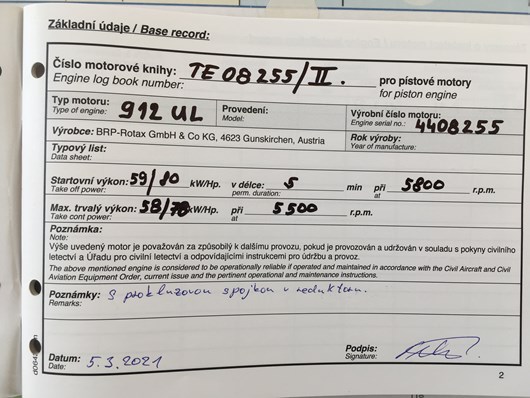 Základní údaje / Base record:
Číslo motorové knihy: TE 08255/II. pro pístové motory
Engine log book number: for piston engine
Typ motoru: 912 UL Provedení: Výrobní číslo motoru:
Type of engine: Model: Engine serial no.: 4408255
Výrobce: BRP-Rotax GmbH & Co KG, 4623 Gunskirchen, Austria Rok výroby:
Year of manufacture:
Typový list:
Data sheet:
Startovní výkon: 59/80 kW/Hp. v délce: 5 min při 5800 r.p.m.
Take off power: perm. duration: at
Max. trvalý výkon: 58/78 kW/Hp. při 5500 r.p.m.
Take cont power: at
Poznámka:
Note:
Výše uvedený motor je považován za způsobilý k dalšímu provozu, pokud je provozován a udržován v souladu s pokyny civilního
letectví a Úřadu pro civilní letectví a odpovídajícími instrukcemi pro údržbu a provoz.
The above mentioned engine is considered to be operationally reliable if operated and maintained in accordance with the Civil Aircraft and Civil
Aviation Equipment Order, current issue and the pertinent operational and maintenance instructions.
Poznámky: S prokluzovou spojkou v reduktoru.
Remarks:
Datum: 5.3.2021 Podpis:
Date: Signature:
2